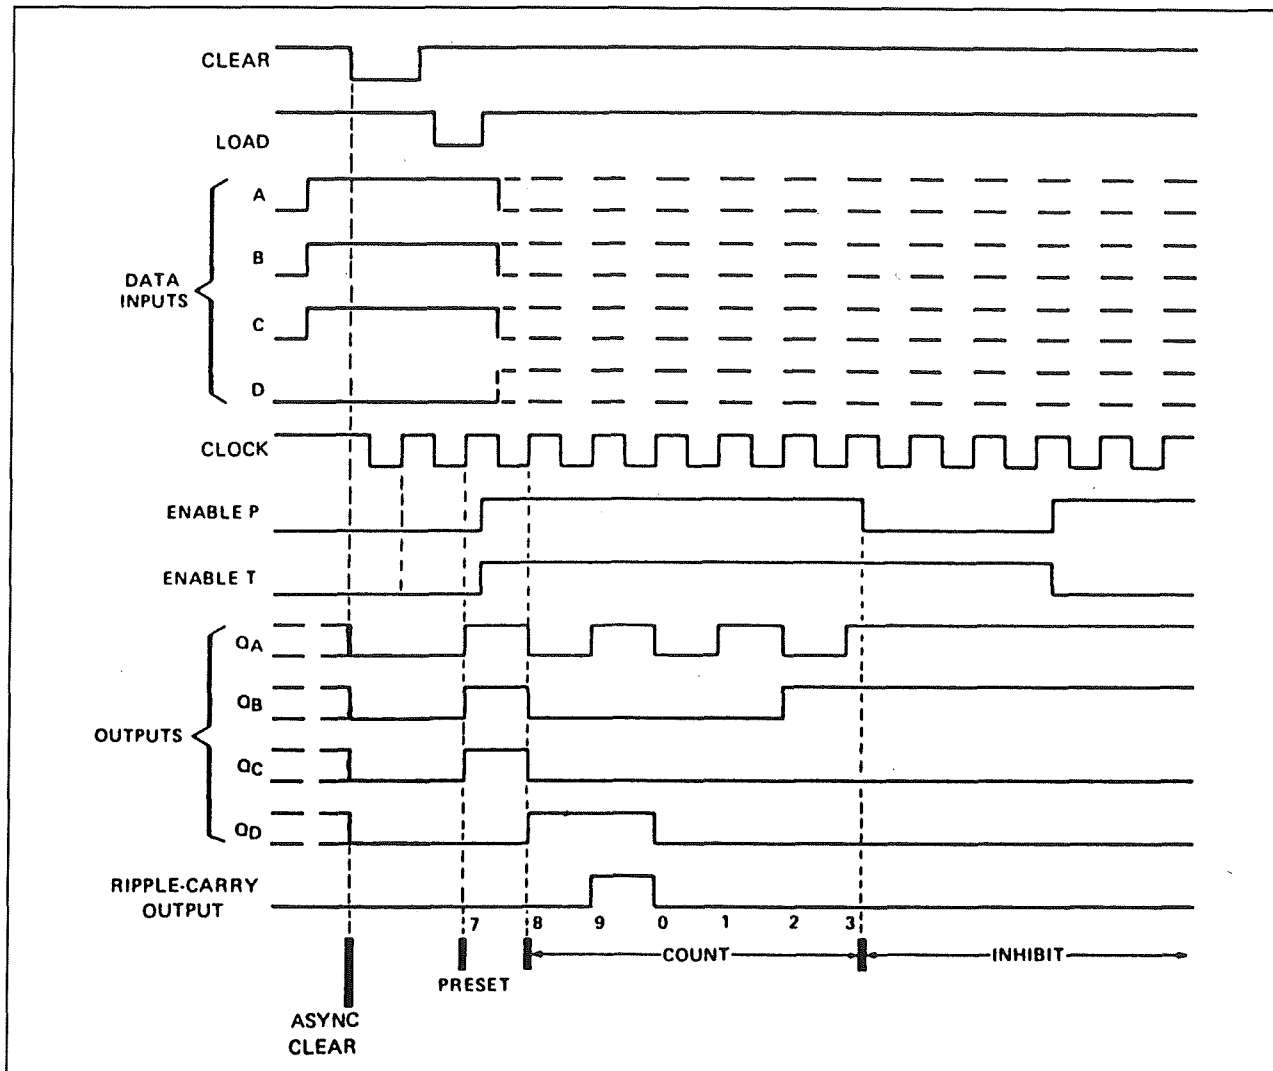 CLEAR
LOAD
A
B
DATA
INPUTS
C
D
CLOCK
ENABLE P
ENABLE T
QA
QB
OUTPUTS
QC
QD
RIPPLE-CARRY
OUTPUT
7 8 9 0 1 2 3
COUNT INHIBIT
PRESET
ASYNC
CLEAR